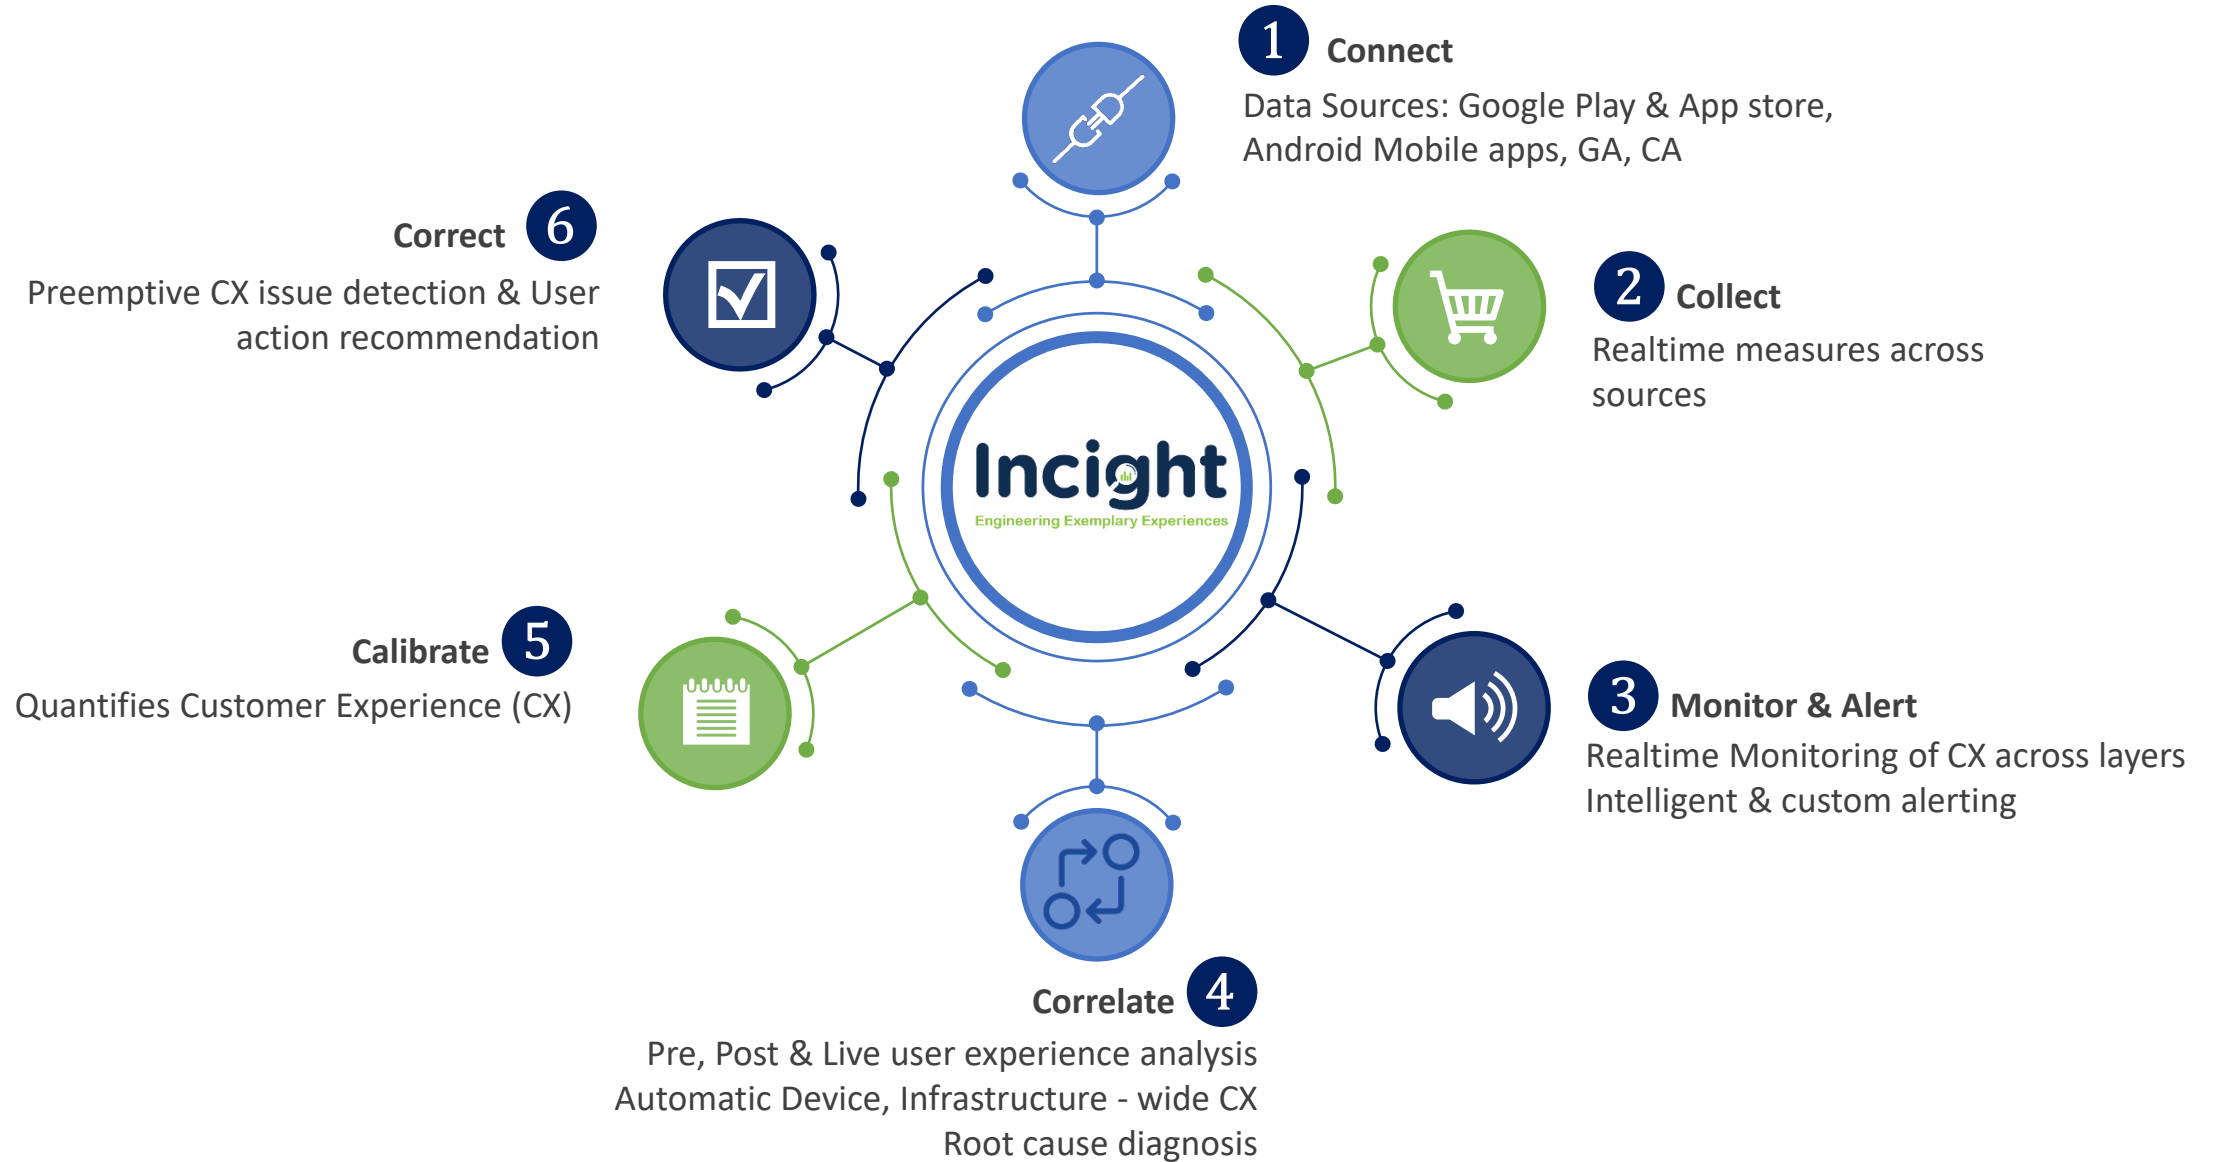 1 Connect
Data Sources: Google Play & App store,
Android Mobile apps, GA, CA
2 Collect
Realtime measures across
sources
3 Monitor & Alert
Realtime Monitoring of CX across layers
Intelligent & custom alerting
Correlate 4
Pre, Post & Live user experience analysis
Automatic Device, Infrastructure - wide CX
Root cause diagnosis
Calibrate 5
Quantifies Customer Experience (CX)
Correct 6
Preemptive CX issue detection & User
action recommendation
Incight
Engineering Exemplary Experiences